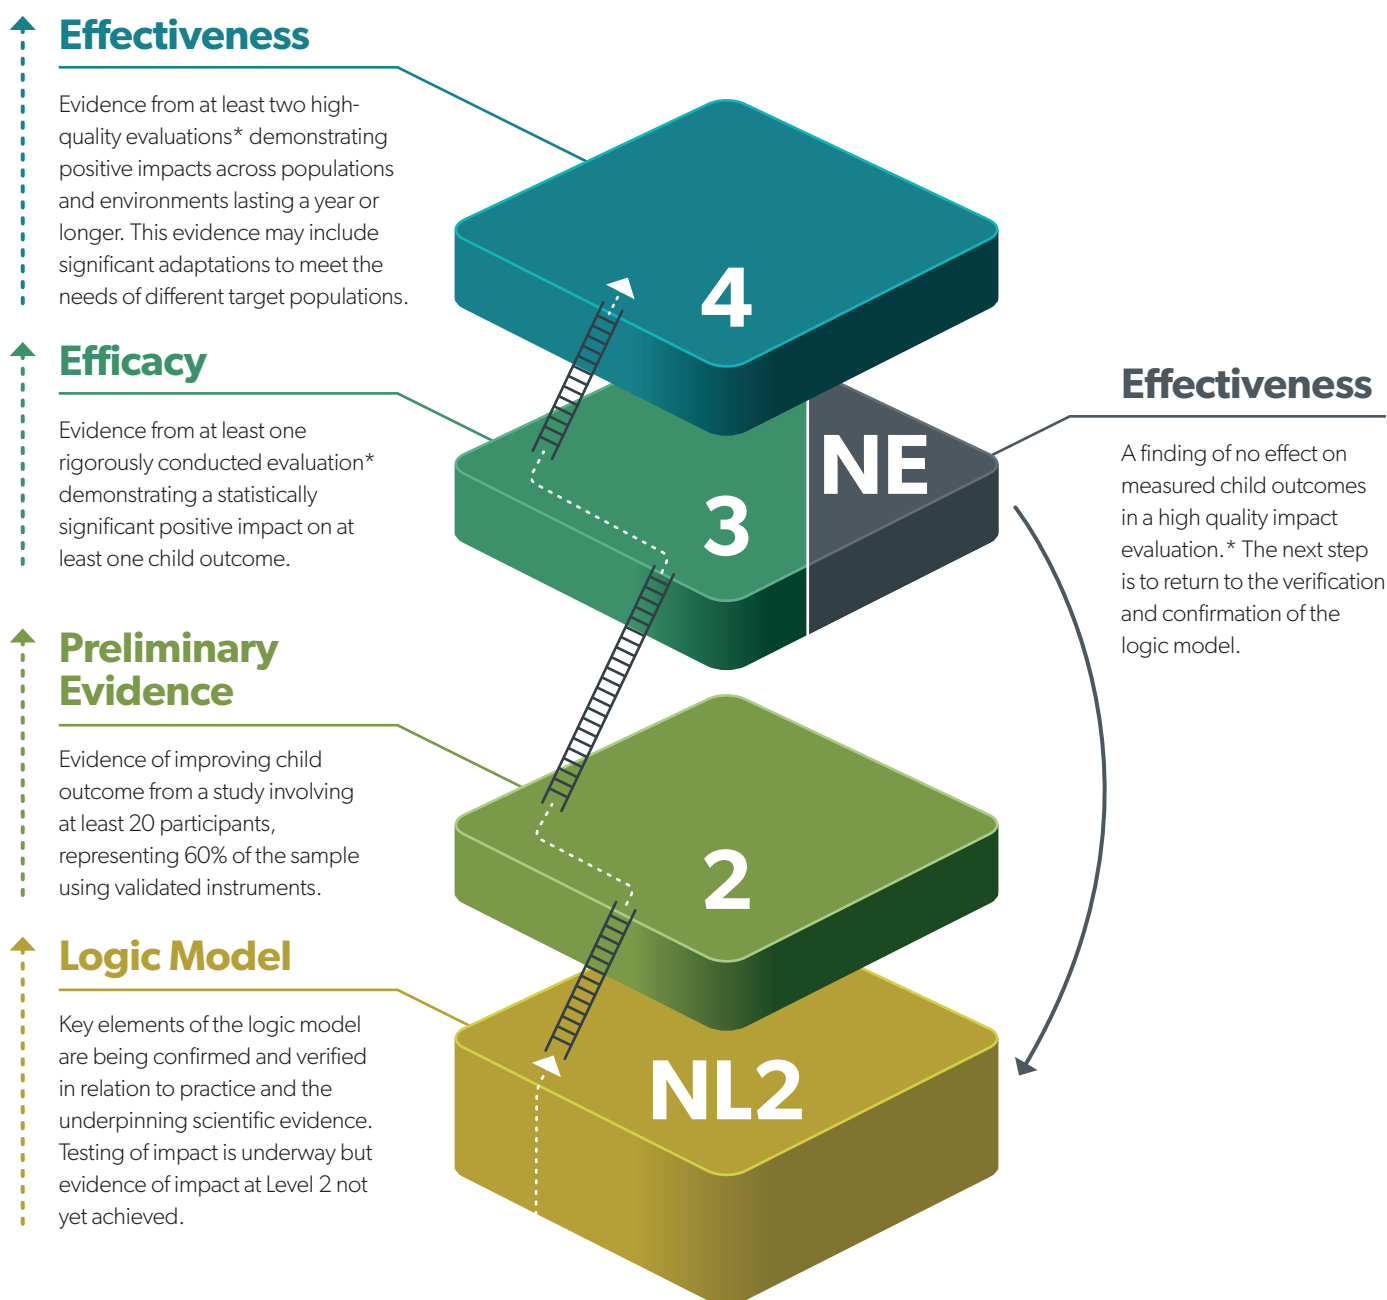 Effectiveness
Evidence from at least two high-
quality evaluations* demonstrating
positive impacts across populations
and environments lasting a year or
longer. This evidence may include
significant adaptations to meet the
needs of different target populations.
4
Efficacy
Evidence from at least one
rigorously conducted evaluation*
demonstrating a statistically
significant positive impact on at
least one child outcome.
3
NE
Effectiveness
A finding of no effect on
measured child outcomes
in a high quality impact
evaluation.* The next step
is to return to the verification
and confirmation of the
logic model.
Preliminary
Evidence
Evidence of improving child
outcome from a study involving
at least 20 participants,
representing 60% of the sample
using validated instruments.
2
Logic Model
Key elements of the logic model
are being confirmed and verified
in relation to practice and the
underpinning scientific evidence.
Testing of impact is underway but
evidence of impact at Level 2 not
yet achieved.
NL2